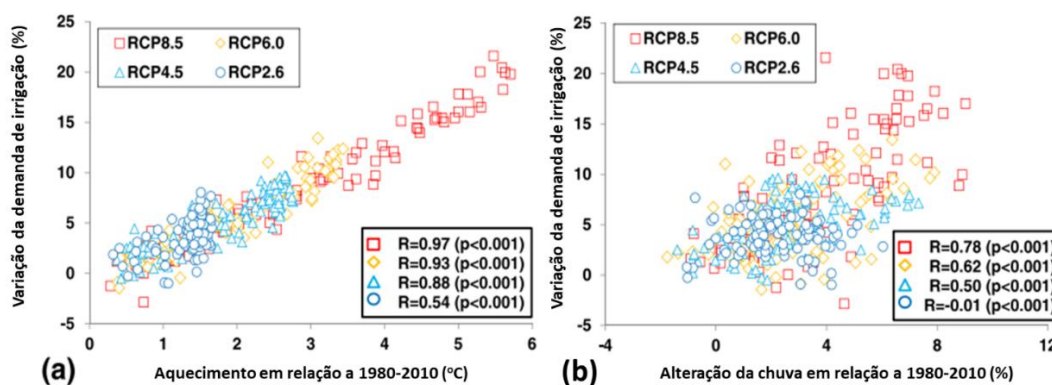 Variação da demanda de irrigação (%)
25
20
15
10
5
0
-5
RCP8.5 RCP6.0
RCP4.5 RCP2.6
R=0.97 (p<0.001)
R=0.93 (p<0.001)
R=0.88 (p<0.001)
R=0.54 (p<0.001)
0 1 2 3 4 5 6
(a) Aquecimento em relação a 1980-2010 (°C)
Variação da demanda de irrigação (%)
25
20
15
10
5
0
-5
RCP8.5 RCP6.0
RCP4.5 RCP2.6
R=0.78 (p<0.001)
R=0.62 (p<0.001)
R=0.50 (p<0.001)
R=-0.01 (p<0.001)
-4 0 4 8 12
(b) Alteração da chuva em relação a 1980-2010 (%)